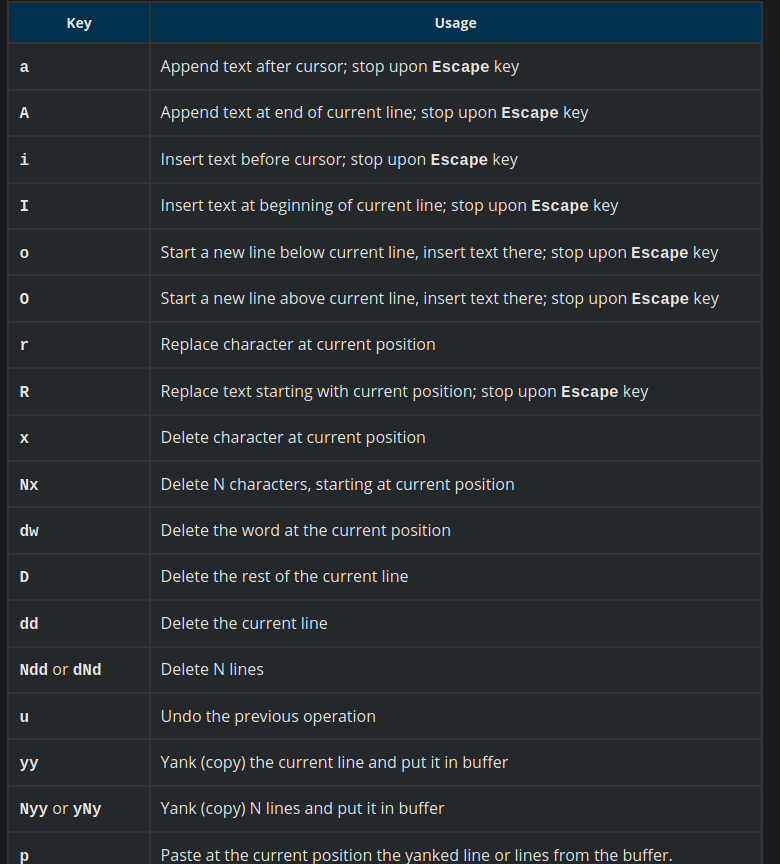 Key Usage
a Append text after cursor; stop upon Escape key
A Append text at end of current line; stop upon Escape key
i Insert text before cursor; stop upon Escape key
I Insert text at beginning of current line; stop upon Escape key
o Start a new line below current line, insert text there; stop upon Escape key
O Start a new line above current line, insert text there; stop upon Escape key
r Replace character at current position
R Replace text starting with current position; stop upon Escape key
x Delete character at current position
Nx Delete N characters, starting at current position
dw Delete the word at the current position
D Delete the rest of the current line
dd Delete the current line
Ndd or dNd Delete N lines
u Undo the previous operation
yy Yank (copy) the current line and put it in buffer
Nyy or yNy Yank (copy) N lines and put it in buffer
p Paste at the current position the yanked line or lines from the buffer.